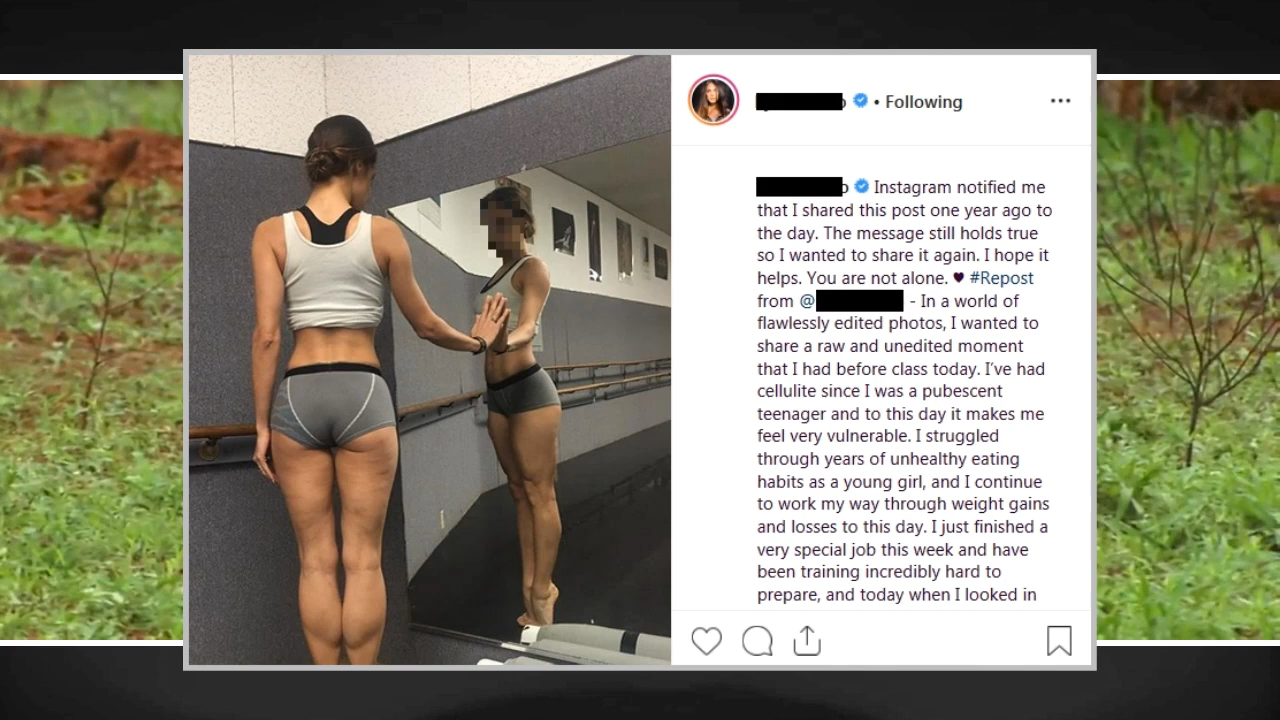 • Following
Instagram notified me
that I shared this post one year ago to
the day. The message still holds true
so I wanted to share it again. I hope it
helps. You are not alone. ♥ #Repost
from @ - In a world of
flawlessly edited photos, I wanted to
share a raw and unedited moment
that I had before class today. I’ve had
cellulite since I was a pubescent
teenager and to this day it makes me
feel very vulnerable. I struggled
through years of unhealthy eating
habits as a young girl, and I continue
to work my way through weight gains
and losses to this day. I just finished a
very special job this week and have
been training incredibly hard to
prepare, and today when I looked in